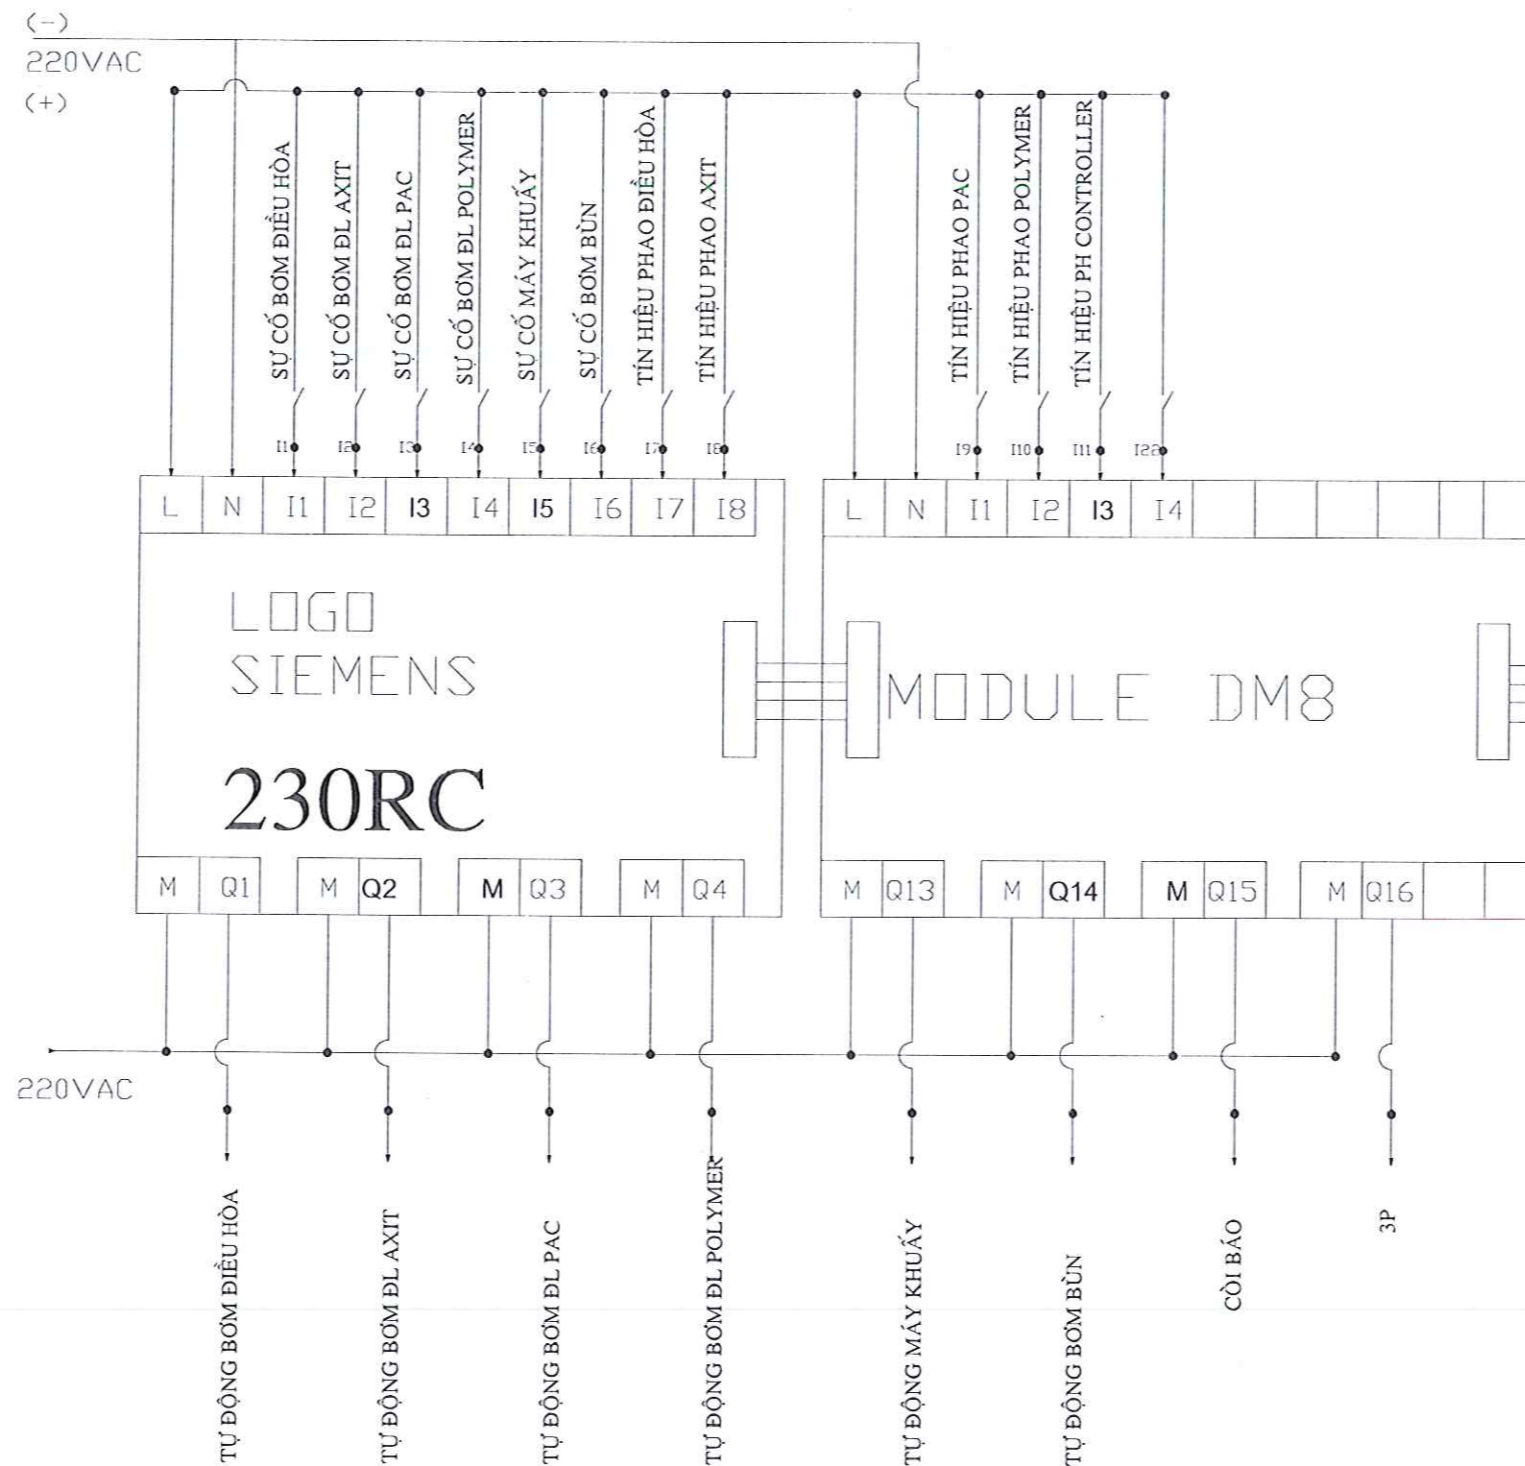 (-)
220VAC
(+)
SỰ CỐ BƠM ĐIỀU HÒA
SỰ CỐ BƠM ĐL AXIT
SỰ CỐ BƠM ĐL PAC
SỰ CỐ BƠM ĐL POLYMER
SỰ CỐ MÁY KHUẤY
SỰ CỐ BƠM BÙN
TÍN HIỆU PHAO ĐIỀU HÒA
TÍN HIỆU PHAO AXIT
TÍN HIỆU PHAO PAC
TÍN HIỆU PHAO POLYMER
TÍN HIỆU PH CONTROLLER
I1 I2 I3 I4 I5 I6 I7 I8 I9 I10 I11 I22
L N I1 I2 I3 I4 I5 I6 I7 I8
L N I1 I2 I3 I4
LOGO
SIEMENS
230RC
MODULE DM8
M Q1 M Q2 M Q3 M Q4
M Q13 M Q14 M Q15 M Q16
220VAC
TỰ ĐỘNG BƠM ĐIỀU HÒA
TỰ ĐỘNG BƠM ĐL AXIT
TỰ ĐỘNG BƠM ĐL PAC
TỰ ĐỘNG BƠM ĐL POLYMER
TỰ ĐỘNG MÁY KHUẤY
TỰ ĐỘNG BƠM BÙN
CÒI BÁO
3P